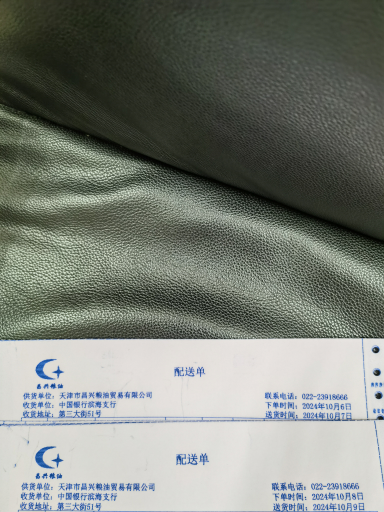 昌兴粮油
配送单
供货单位：天津市昌兴粮油贸易有限公司 联系电话：022-23918666
收货单位：中国银行滨海支行 下单时间：2024年10月6日
收货地址：第三大街51号 送货时间：2024年10月7日
昌兴粮油
配送单
供货单位：天津市昌兴粮油贸易有限公司 联系电话：022-23918666
收货单位：中国银行滨海支行 下单时间：2024年10月8日
收货地址：第三大街51号 送货时间：2024年10月9日